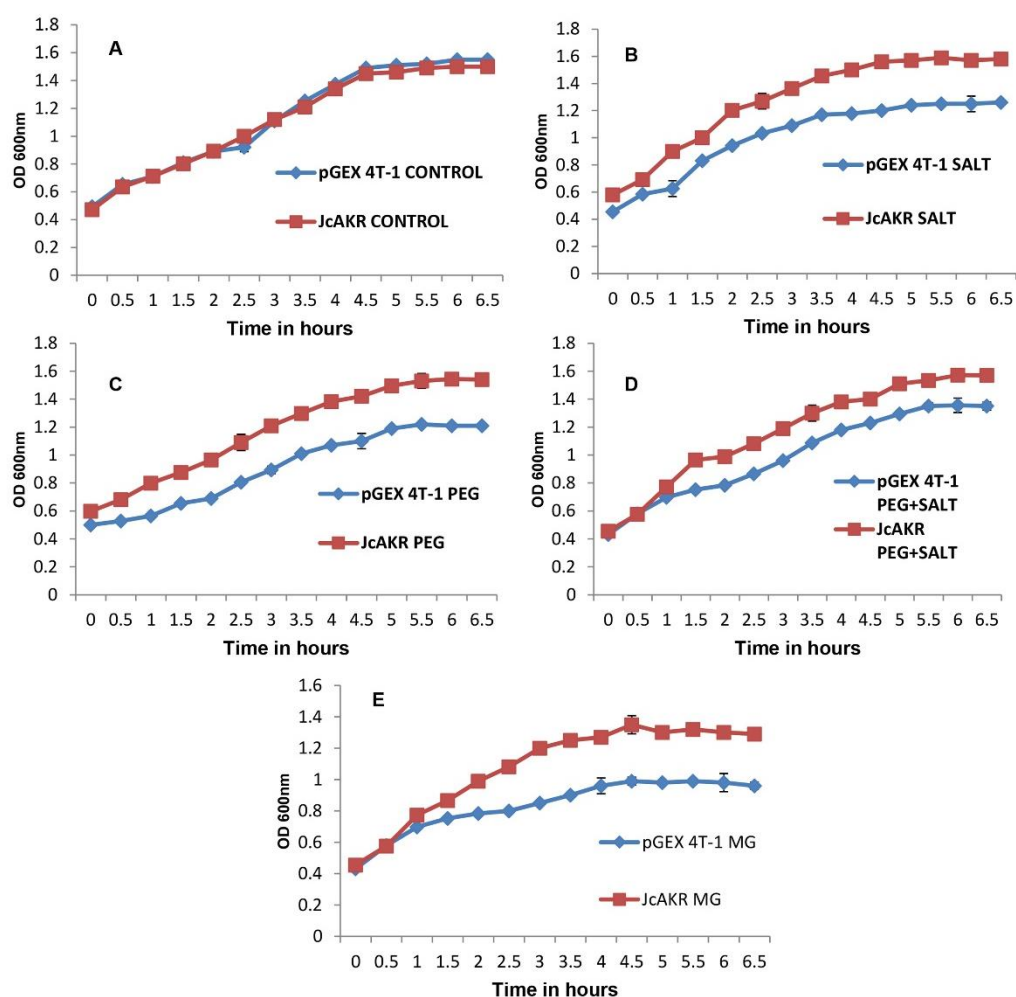 A
OD 600nm
1.8
1.6
1.4
1.2
1
0.8
0.6
0.4
0.2
0
pGEX 4T-1 CONTROL
JcAKR CONTROL
0 0.5 1 1.5 2 2.5 3 3.5 4 4.5 5 5.5 6 6.5
Time in hours
B
OD 600nm
1.8
1.6
1.4
1.2
1
0.8
0.6
0.4
0.2
0
pGEX 4T-1 SALT
JcAKR SALT
0 0.5 1 1.5 2 2.5 3 3.5 4 4.5 5 5.5 6 6.5
Time in hours
C
OD 600nm
1.8
1.6
1.4
1.2
1
0.8
0.6
0.4
0.2
0
pGEX 4T-1 PEG
JcAKR PEG
0 0.5 1 1.5 2 2.5 3 3.5 4 4.5 5 5.5 6 6.5
Time in hours
D
OD 600nm
1.8
1.6
1.4
1.2
1
0.8
0.6
0.4
0.2
0
pGEX 4T-1
PEG+SALT
JcAKR
PEG+SALT
0 0.5 1 1.5 2 2.5 3 3.5 4 4.5 5 5.5 6 6.5
Time in hours
E
OD 600nm
1.6
1.4
1.2
1
0.8
0.6
0.4
0.2
0
pGEX 4T-1 MG
JcAKR MG
0 0.5 1 1.5 2 2.5 3 3.5 4 4.5 5 5.5 6 6.5
Time in hours